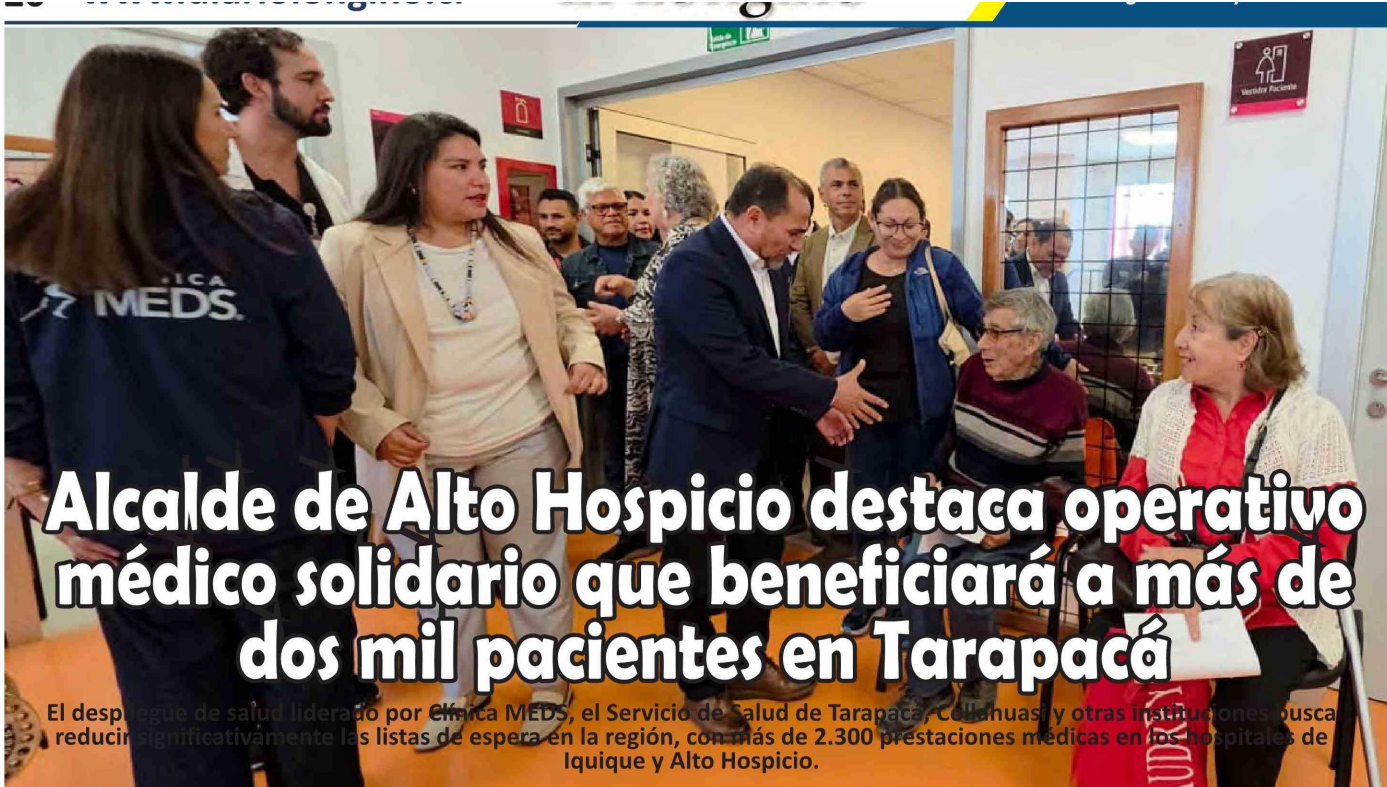 Salida de
Emergencia
Vestidor Paciente
MEDS.
Alcalde de Alto Hospicio destaca operativo
médico solidario que beneficiará a más de
dos mil pacientes en Tarapacá
El despliegue de salud liderado por Clínica MEDS, el Servicio de Salud de Tarapacá, Collahuasi y otras instituciones busca
reducir significativamente las listas de espera en la región, con más de 2.300 prestaciones médicas en los hospitales de
Iquique y Alto Hospicio.